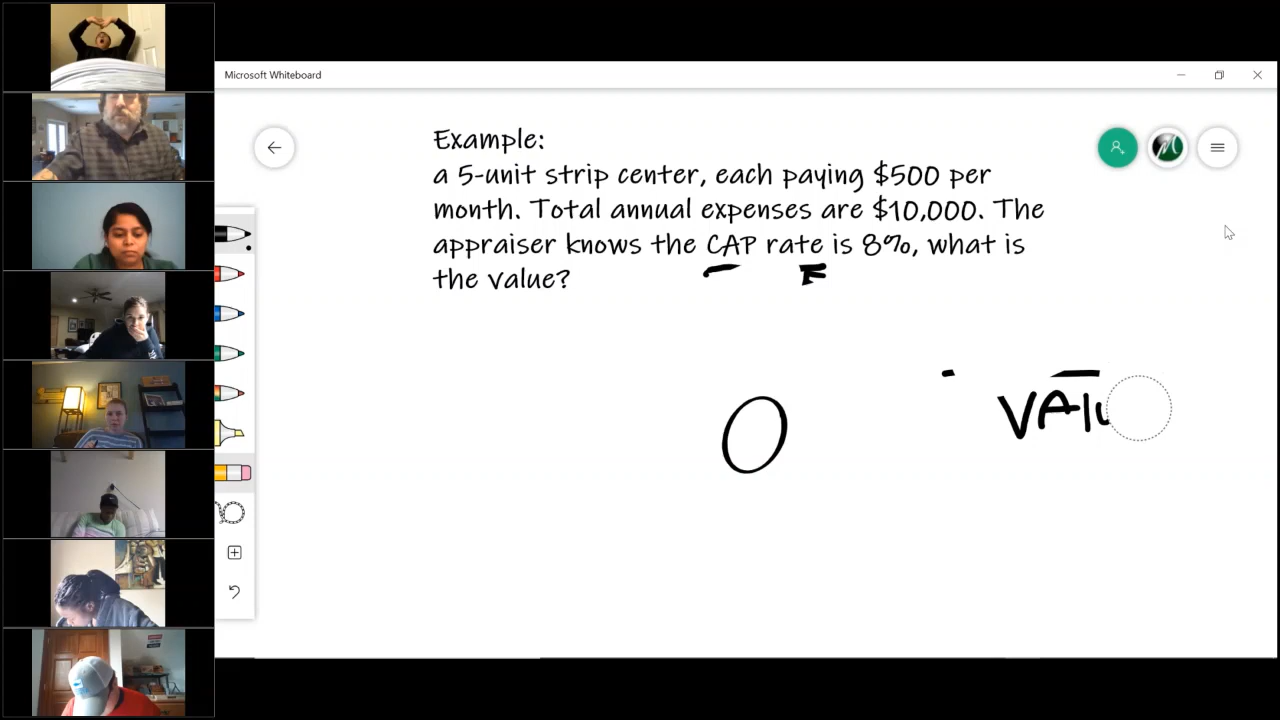 Microsoft Whiteboard
Example:
a 5-unit strip center, each paying $500 per
month. Total annual expenses are $10,000. The
appraiser knows the CAP rate is 8%, what is
the value?
VALU